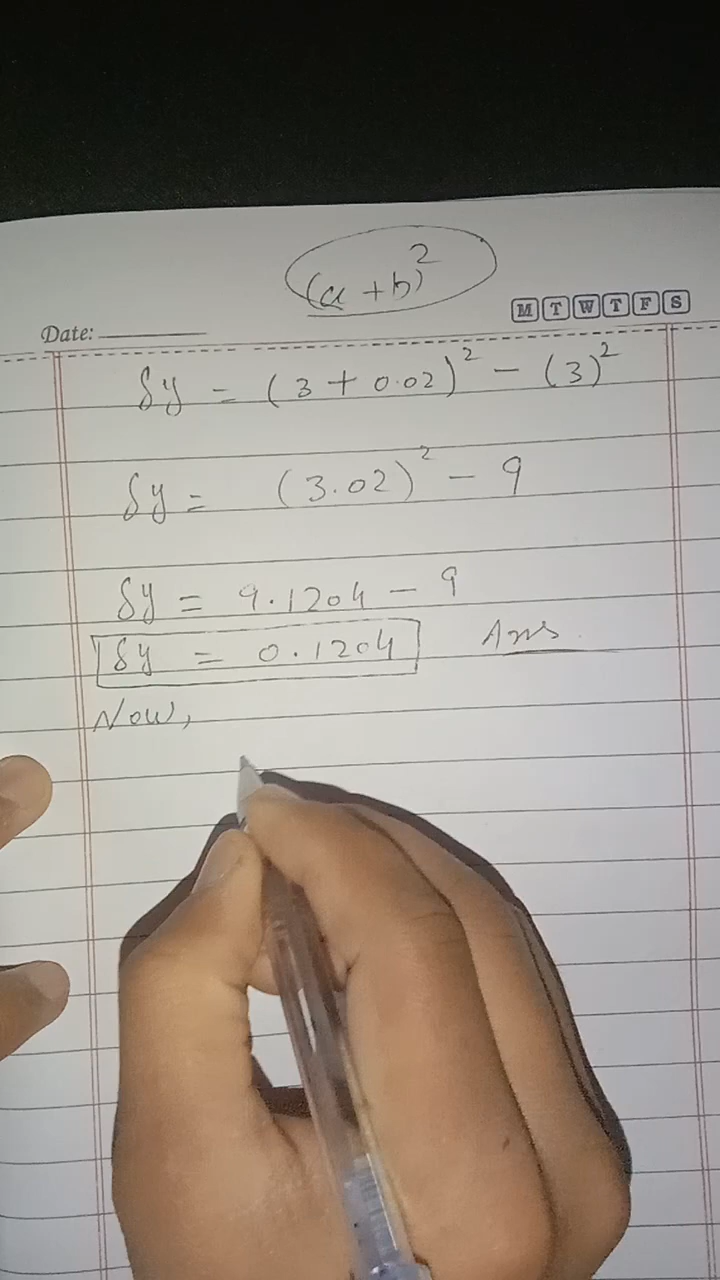 (a + b)²
M T W T F S
Date:
δy = (3 + 0.02)² - (3)²
δy = (3.02)² - 9
δy = 9.1204 - 9
δy = 0.1204 Ans.
Now,